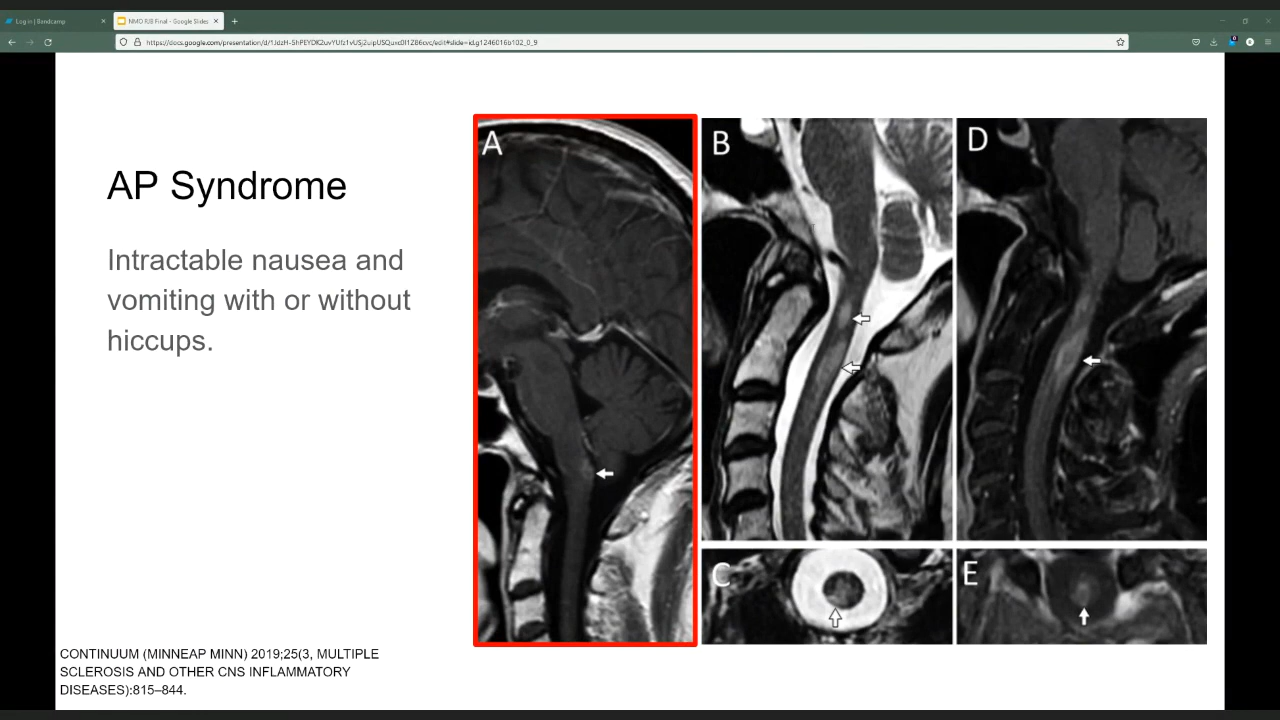 Log in | Bandcamp
NMO RJB Final - Google Slides
AP Syndrome
Intractable nausea and
vomiting with or without
hiccups.
A
B
D
C
E
CONTINUUM (MINNEAP MINN) 2019;25(3, MULTIPLE
SCLEROSIS AND OTHER CNS INFLAMMATORY
DISEASES):815–844.